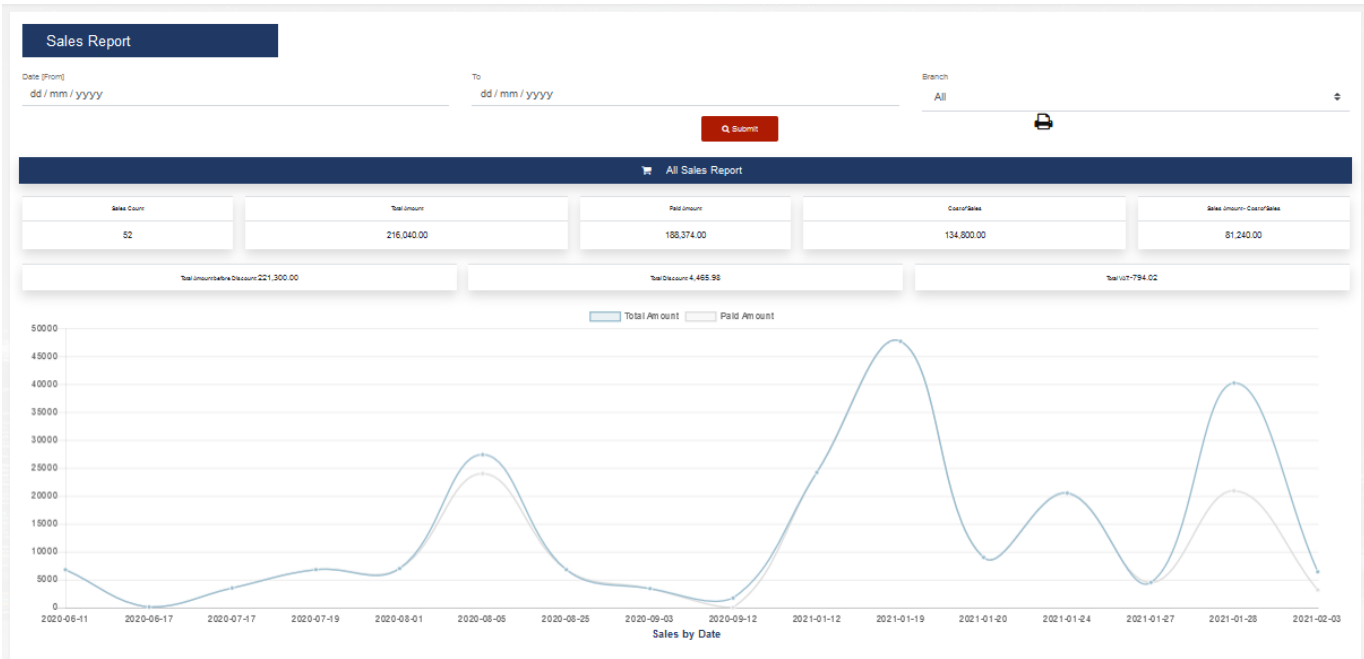 Sales Report
Date [From]
To
Branch
dd / mm / yyyy
dd / mm / yyyy
All
Submit
All Sales Report
Sales Count
Total Amount
Paid Amount
Cost of Sales
Sales Amount - Cost of Sales
52
216,040.00
188,374.00
134,800.00
81,240.00
Total Amount before Discount 221,300.00
Total Discount 4,465.98
Total VAT -794.02
Total Amount
Paid Amount
50000
45000
40000
35000
30000
25000
20000
15000
10000
5000
0
2020-06-11 2020-06-17 2020-07-17 2020-07-19 2020-08-01 2020-08-05 2020-08-25 2020-09-03 2020-09-12 2021-01-12 2021-01-19 2021-01-20 2021-01-24 2021-01-27 2021-01-28 2021-02-03
Sales by Date